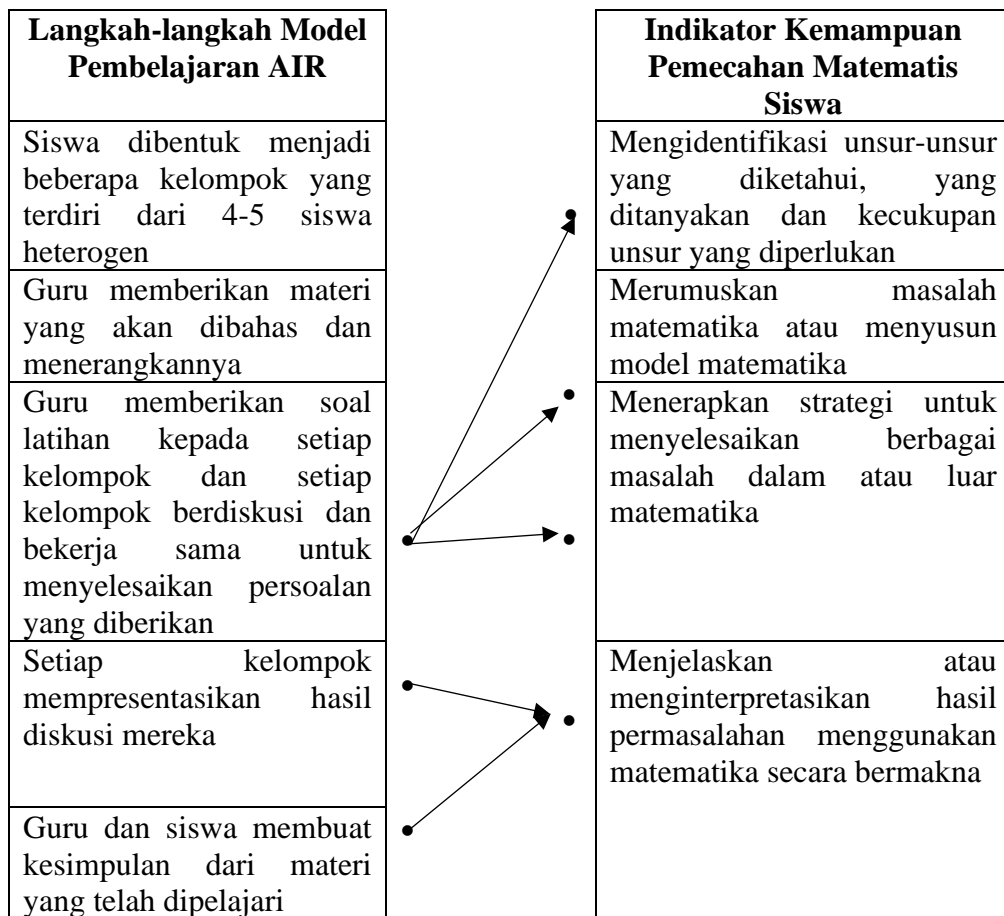 Langkah-langkah Model
Pembelajaran AIR
Siswa dibentuk menjadi
beberapa kelompok yang
terdiri dari 4-5 siswa
heterogen
Guru memberikan materi
yang akan dibahas dan
menerangkannya
Guru memberikan soal
latihan kepada setiap
kelompok dan setiap
kelompok berdiskusi dan
bekerja sama untuk
menyelesaikan persoalan
yang diberikan
Setiap kelompok
mempresentasikan hasil
diskusi mereka
Guru dan siswa membuat
kesimpulan dari materi
yang telah dipelajari
Indikator Kemampuan
Pemecahan Matematis
Siswa
Mengidentifikasi unsur-unsur
yang diketahui, yang
ditanyakan dan kecukupan
unsur yang diperlukan
Merumuskan masalah
matematika atau menyusun
model matematika
Menerapkan strategi untuk
menyelesaikan berbagai
masalah dalam atau luar
matematika
Menjelaskan atau
menginterpretasikan hasil
permasalahan menggunakan
matematika secara bermakna